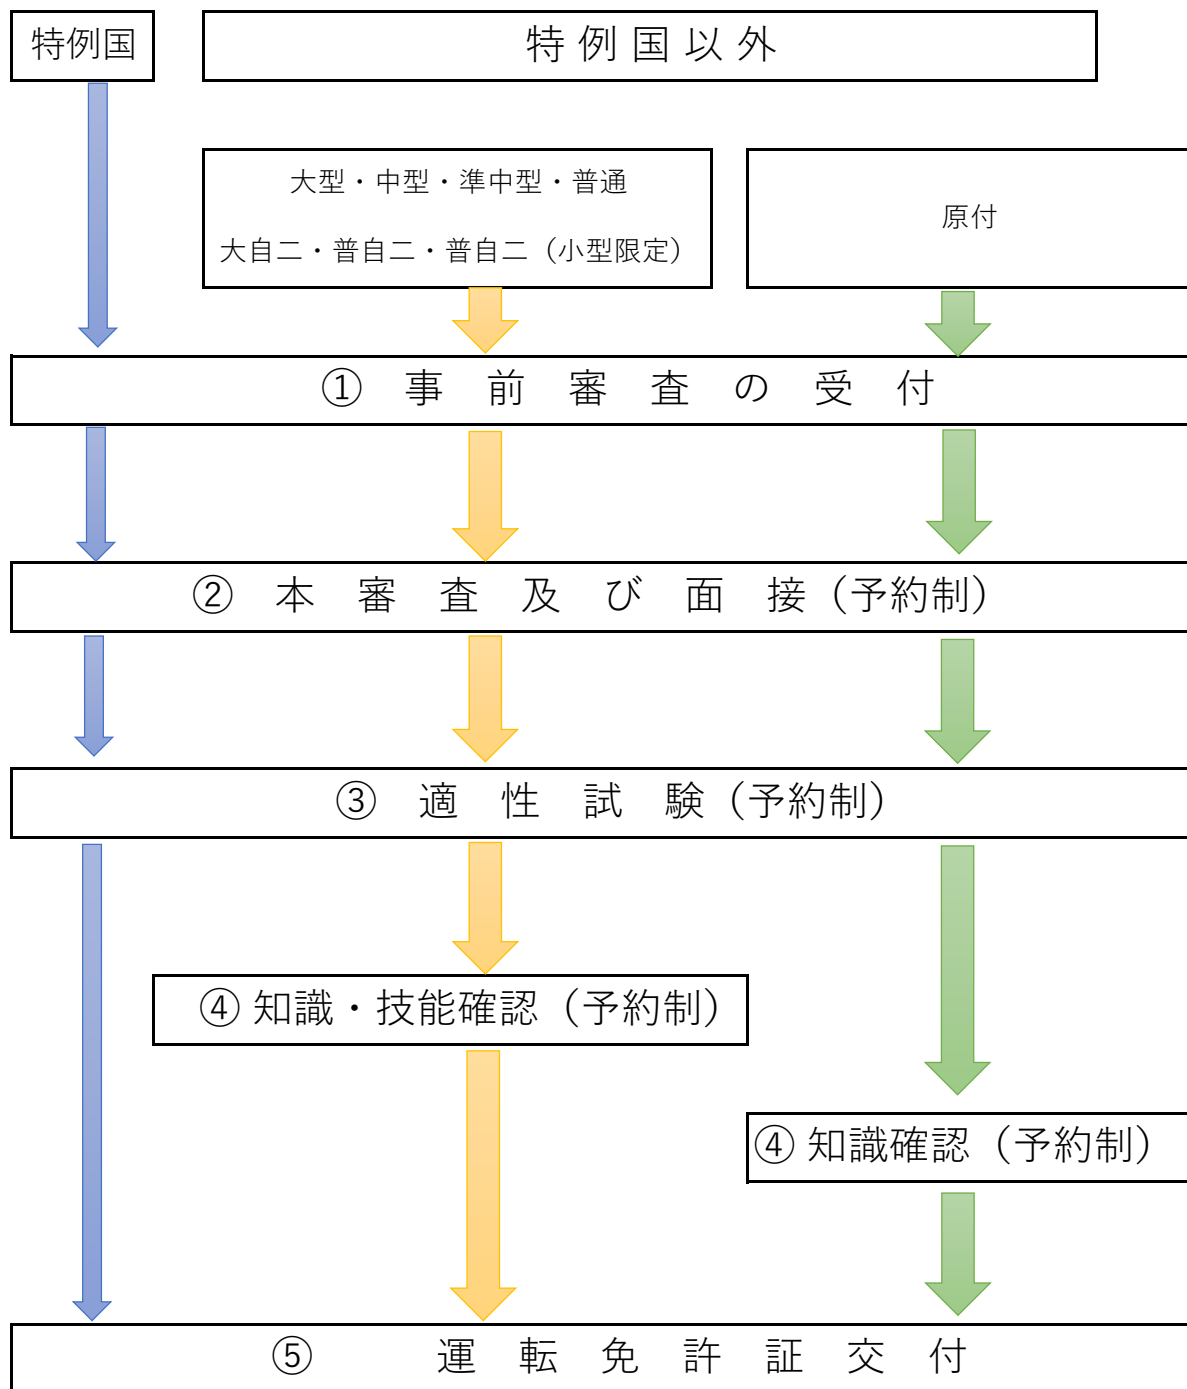 特例国
特例国以外
大型・中型・準中型・普通
大自二・普自二・普自二（小型限定）
原付
① 事前審査の受付
② 本審査及び面接（予約制）
③ 適性試験（予約制）
④ 知識・技能確認（予約制）
④ 知識確認（予約制）
⑤ 運転免許証交付